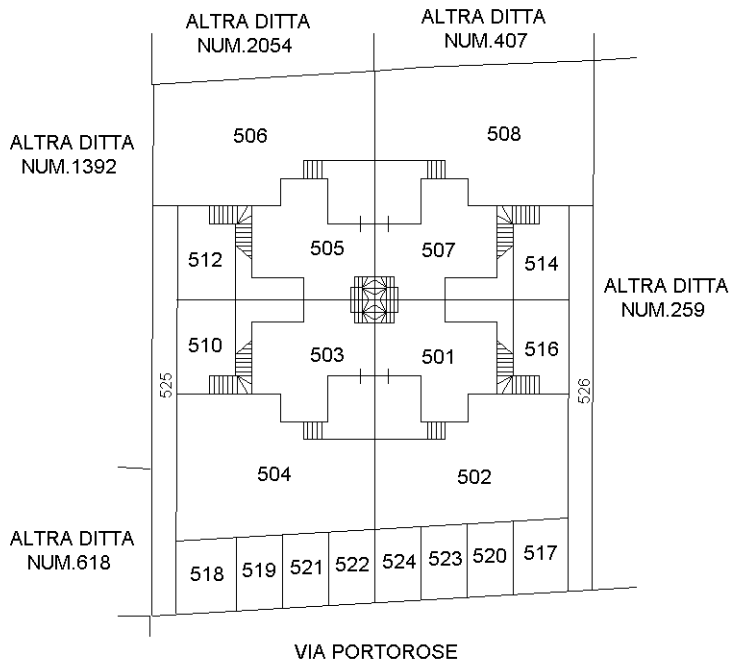 ALTRA DITTA
NUM.2054
ALTRA DITTA
NUM.407
506
508
ALTRA DITTA
NUM.1392
505
507
512
514
ALTRA DITTA
NUM.259
510
503
501
516
525
526
504
502
ALTRA DITTA
NUM.618
518
519
521
522
524
523
520
517
VIA PORTOROSE